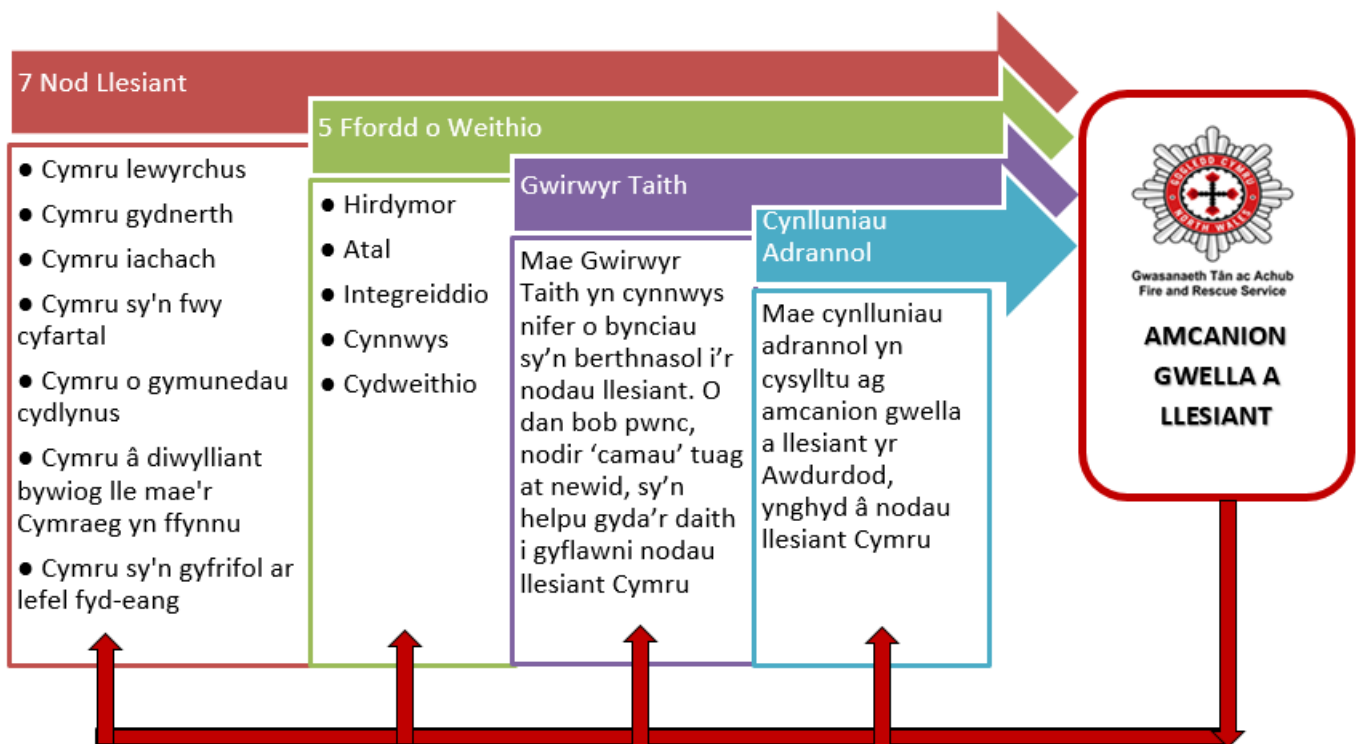 7 Nod Llesiant
● Cymru lewyrchus
● Cymru gydnerth
● Cymru iachach
● Cymru sy'n fwy
cyfartal
● Cymru o gymunedau
cydlynus
● Cymru â diwylliant
bywiog lle mae'r
Cymraeg yn ffynnu
● Cymru sy'n gyfrifol ar
lefel fyd-eang
5 Ffordd o Weithio
● Hirdymor
● Atal
● Integreiddio
● Cynnwys
● Cydweithio
Gwirwyr Taith
Mae Gwirwyr
Taith yn cynnwys
nifer o bynciau
sy’n berthnasol i’r
nodau llesiant. O
dan bob pwnc,
nodir ‘camau’ tuag
at newid, sy’n
helpu gyda’r daith
i gyflawni nodau
llesiant Cymru
Cynlluniau
Adrannol
Mae cynlluniau
adrannol yn
cysylltu ag
amcanion gwella
a llesiant yr
Awdurdod,
ynghyd â nodau
llesiant Cymru
GOGLEDD CYMRU
NORTH WALES
Gwasanaeth Tân ac Achub
Fire and Rescue Service
AMCANION
GWELLA A
LLESIANT